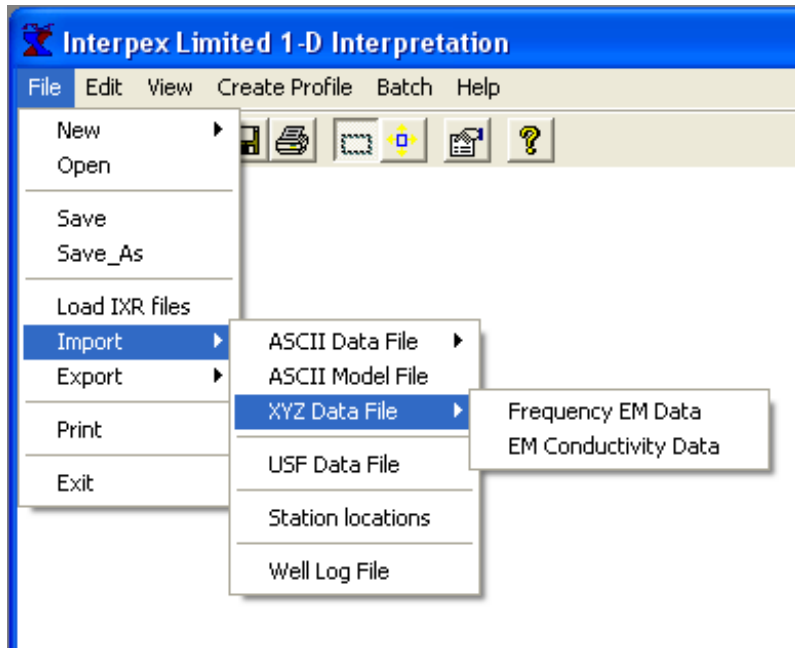 Interpex Limited 1-D Interpretation
File Edit View Create Profile Batch Help
New
Open
Save
Save_As
Load IXR files
Import
Export
Print
Exit
ASCII Data File
ASCII Model File
XYZ Data File
USF Data File
Station locations
Well Log File
Frequency EM Data
EM Conductivity Data